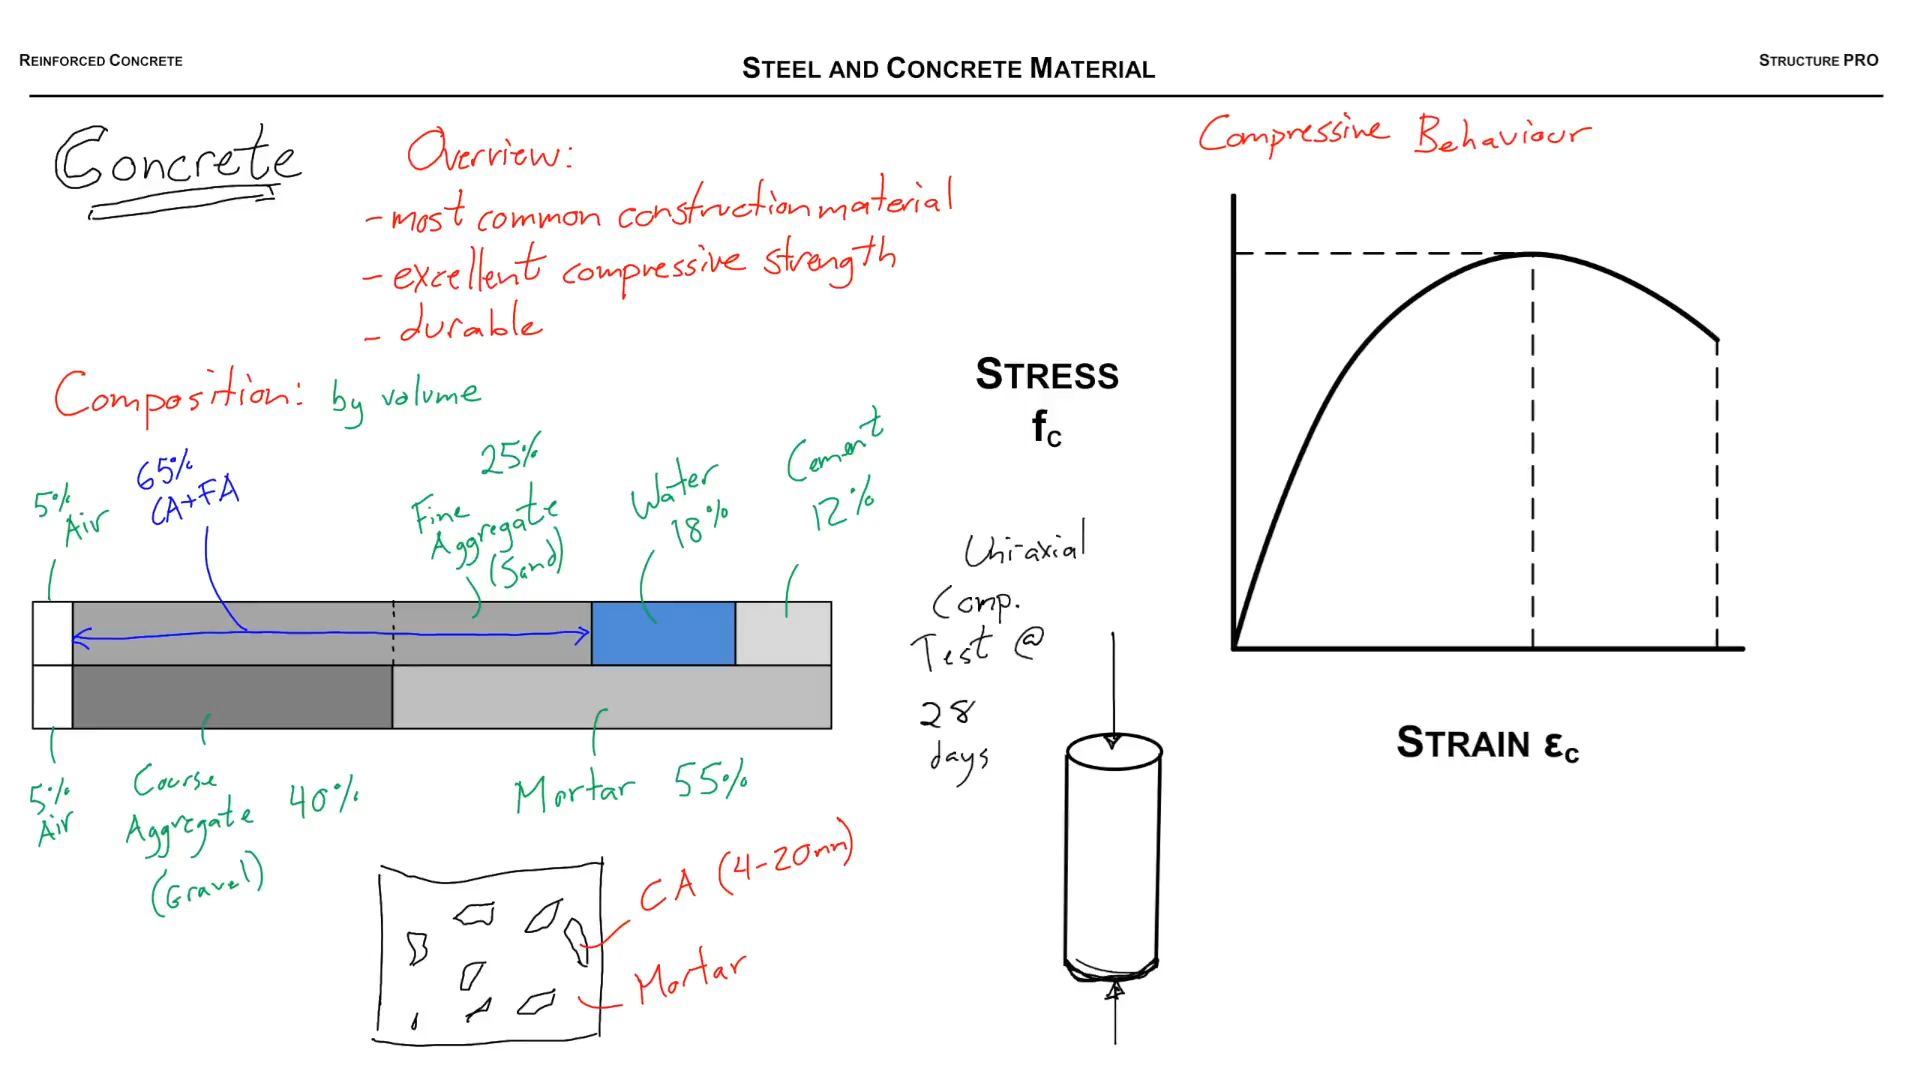 REINFORCED CONCRETE
STEEL AND CONCRETE MATERIAL
STRUCTURE PRO
Concrete
Overview:
- most common construction material
- excellent compressive strength
- durable
Composition: by volume
5%
Air
65%
CA+FA
25%
Fine
Aggregate
(Sand)
Water
18%
Cement
12%
5%
Air
Course
Aggregate 40%
(Gravel)
Mortar 55%
CA (4-20mm)
Mortar
Compressive Behaviour
STRESS
fc
STRAIN εc
Uni-axial
Comp.
Test @
28
days